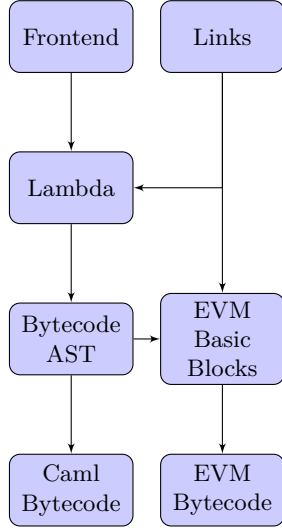 Frontend
Links
Lambda
Bytecode
AST
EVM
Basic
Blocks
Caml
Bytecode
EVM
Bytecode